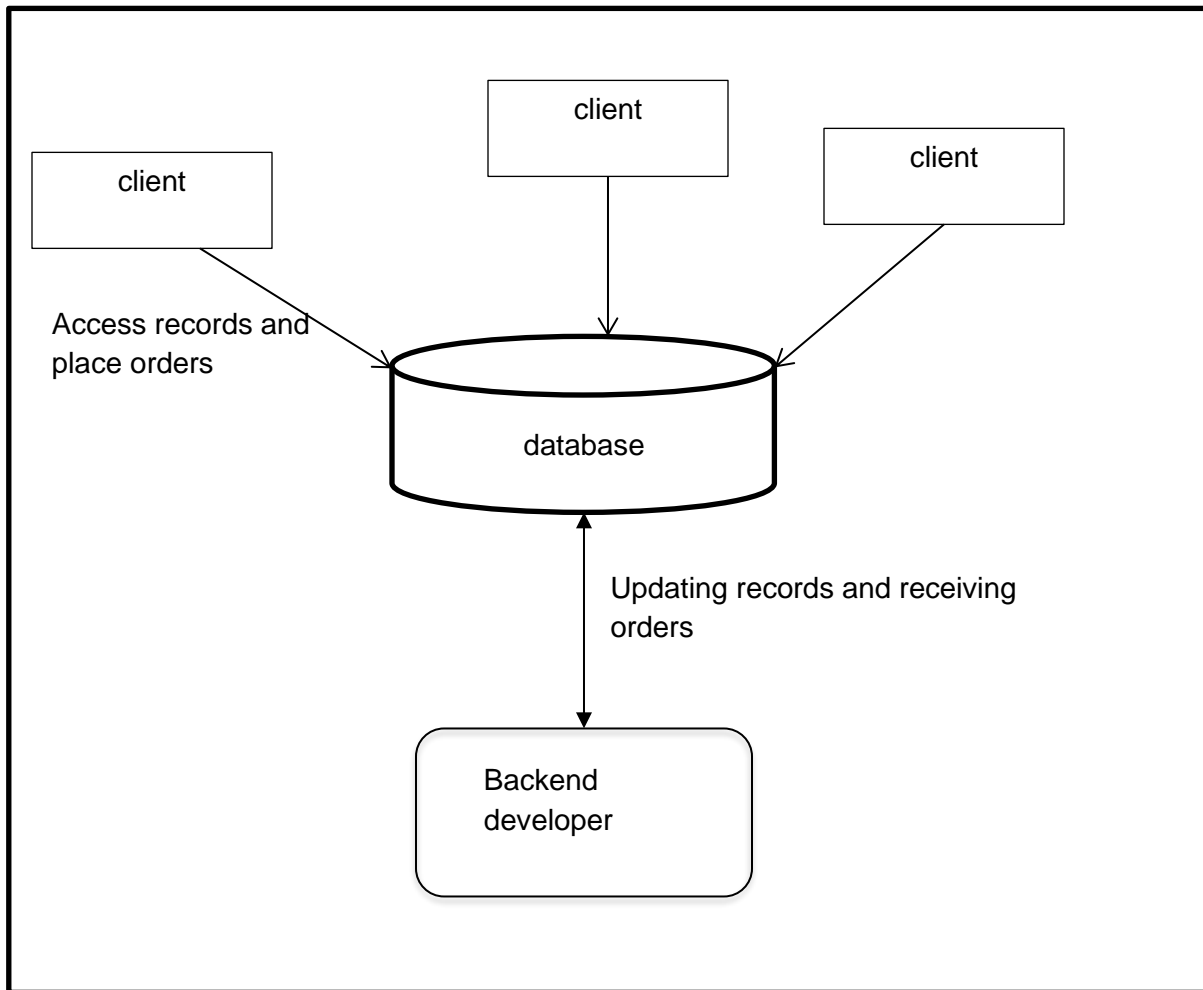 client
client
client
Access records and
place orders
database
Updating records and receiving
orders
Backend
developer